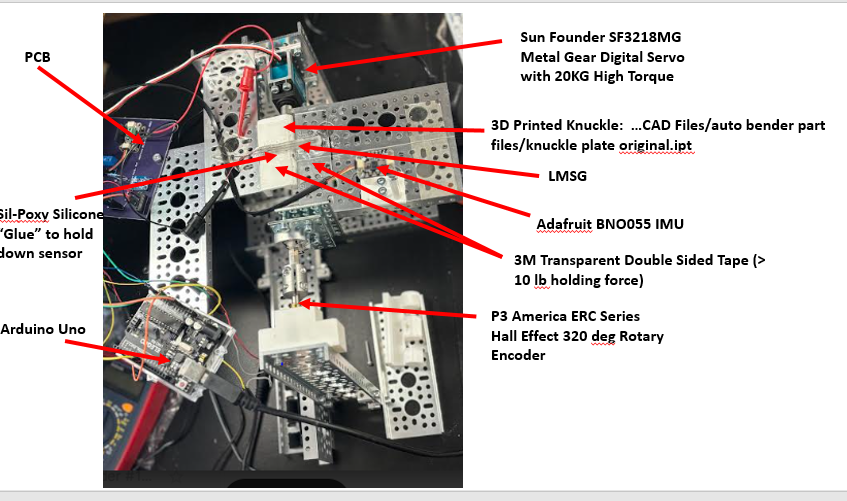 PCB
Sun Founder SF3218MG
Metal Gear Digital Servo
with 20KG High Torque
3D Printed Knuckle:  …CAD Files/auto bender part
files/knuckle plate original.ipt
LMSG
Sil-Poxy Silicone
“Glue” to hold
down sensor
Adafruit BNO055 IMU
3M Transparent Double Sided Tape (>
10 lb holding force)
P3 America ERC Series
Hall Effect 320 deg Rotary
Encoder
Arduino Uno